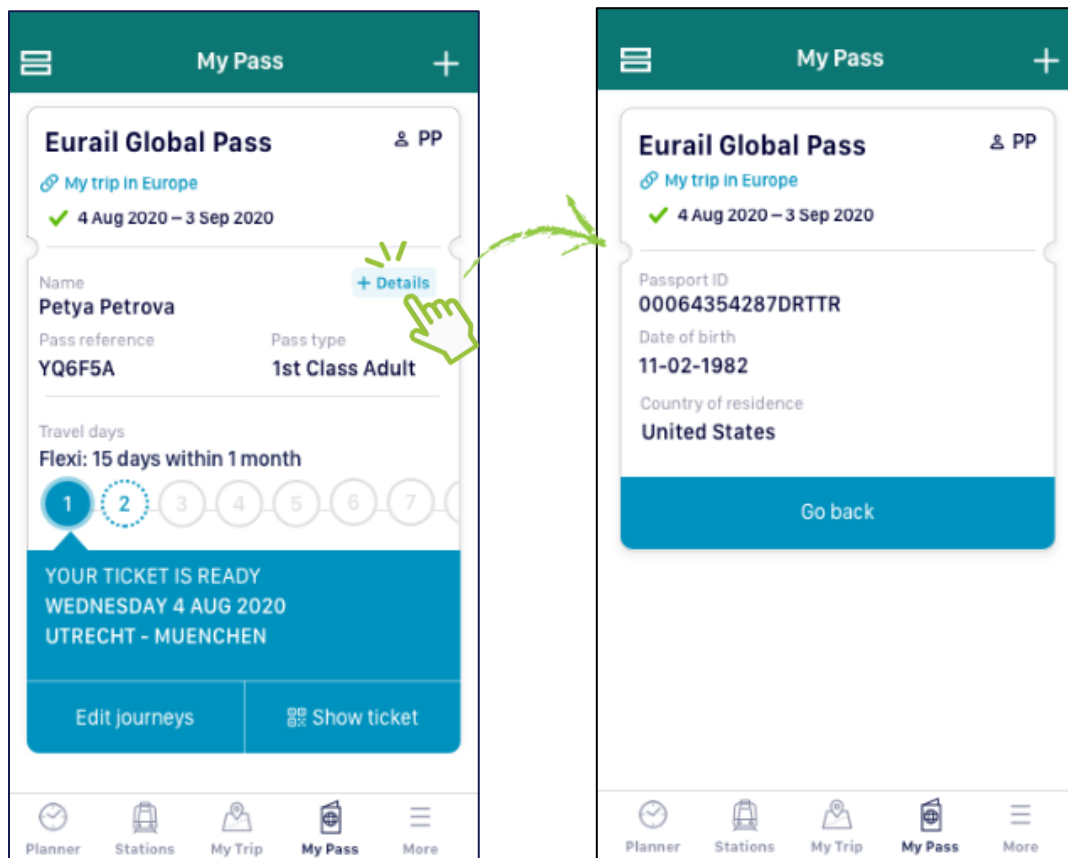 My Pass
Eurail Global Pass
PP
My trip in Europe
4 Aug 2020 – 3 Sep 2020
Name
+ Details
Petya Petrova
Pass reference
Pass type
YQ6F5A
1st Class Adult
Travel days
Flexi: 15 days within 1 month
1 2 3 4 5 6 7
YOUR TICKET IS READY
WEDNESDAY 4 AUG 2020
UTRECHT - MUENCHEN
Edit journeys
Show ticket
Planner
Stations
My Trip
My Pass
More
My Pass
Eurail Global Pass
PP
My trip in Europe
4 Aug 2020 – 3 Sep 2020
Passport ID
00064354287DRTTR
Date of birth
11-02-1982
Country of residence
United States
Go back
Planner
Stations
My Trip
My Pass
More